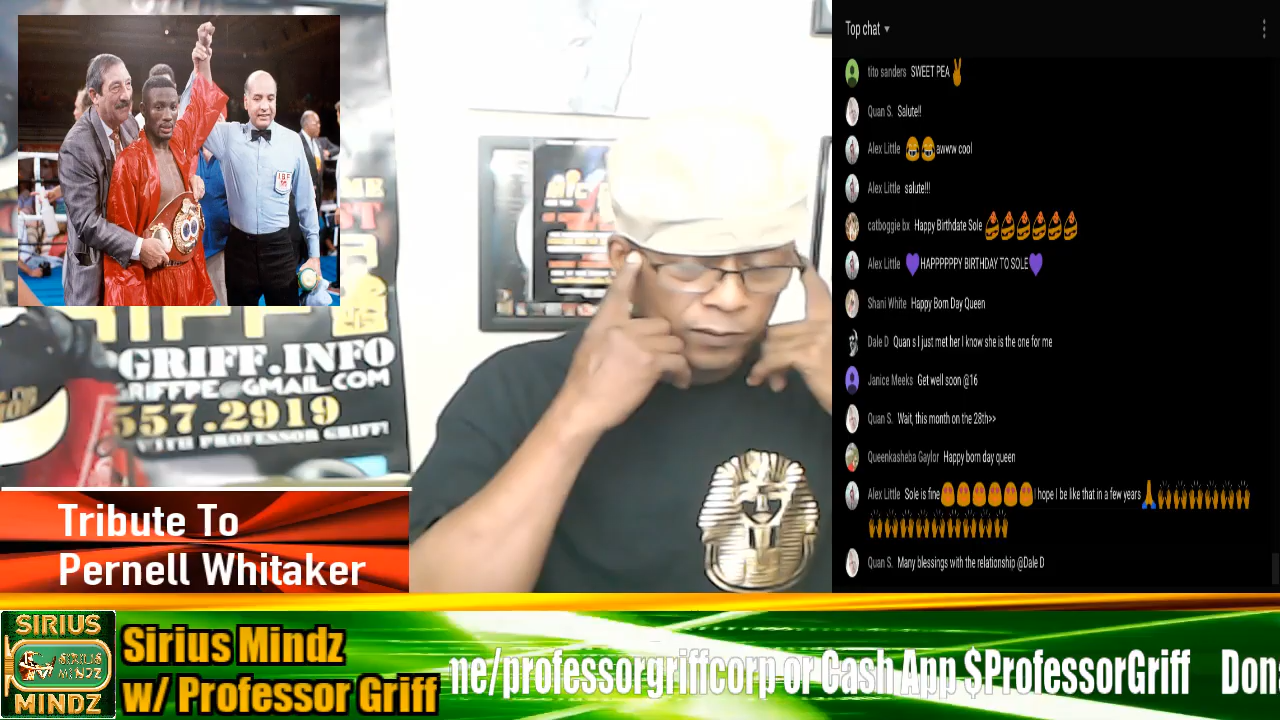 Top chat
tito sanders SWEET PEA
Quan S. Salute!!
Alex Little awww cool
Alex Little salute!!!
catboggie bx Happy Birthdate Sole
Alex Little HAPPPPPPY BIRTHDAY TO SOLE
Shani White Happy Born Day Queen
Dale D Quan s I just met her I know she is the one for me
Janice Meeks Get well soon @16
Quan S. Wait, this month on the 28th>>
Queenkasheba Gaylor Happy born day queen
Alex Little Sole is fine I hope I be like that in a few years
Quan S. Many blessings with the relationship @Dale D
IBF
GRIFF.INFO
GRIFFPE@GMAIL.COM
557.2919
WITH PROFESSOR GRIFF!
Tribute To
Pernell Whitaker
SIRIUS
SIRIUS
MINDZ
MINDZ
Sirius Mindz
w/ Professor Griff
me/professorgriffcorp or Cash App $ProfessorGriff Don